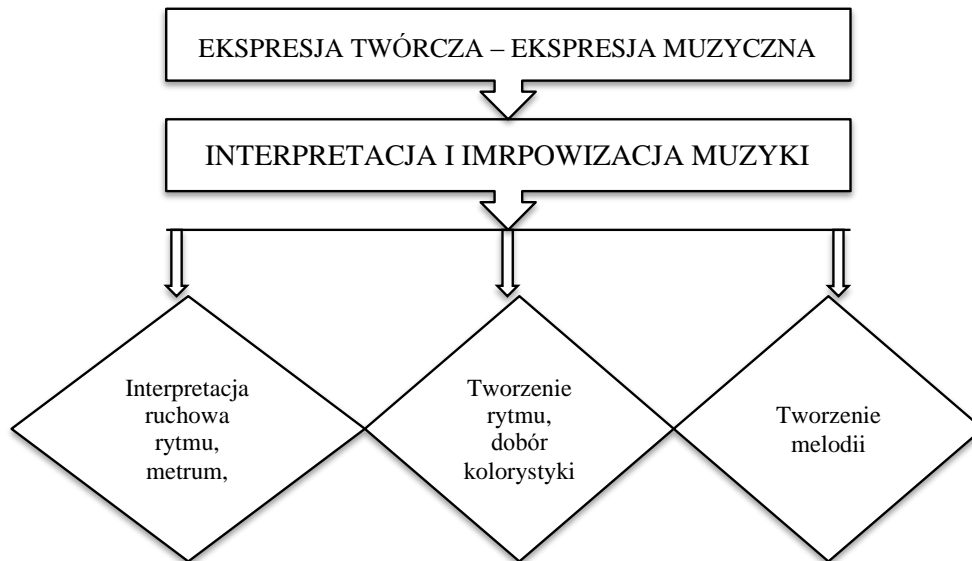 EKSPRESJA TWÓRCZA – EKSPRESJA MUZYCZNA
INTERPRETACJA I IMRPOWIZACJA MUZYKI
Interpretacja
ruchowa
rytmu,
metrum,
Tworzenie
rytmu,
dobór
kolorystyki
Tworzenie
melodii